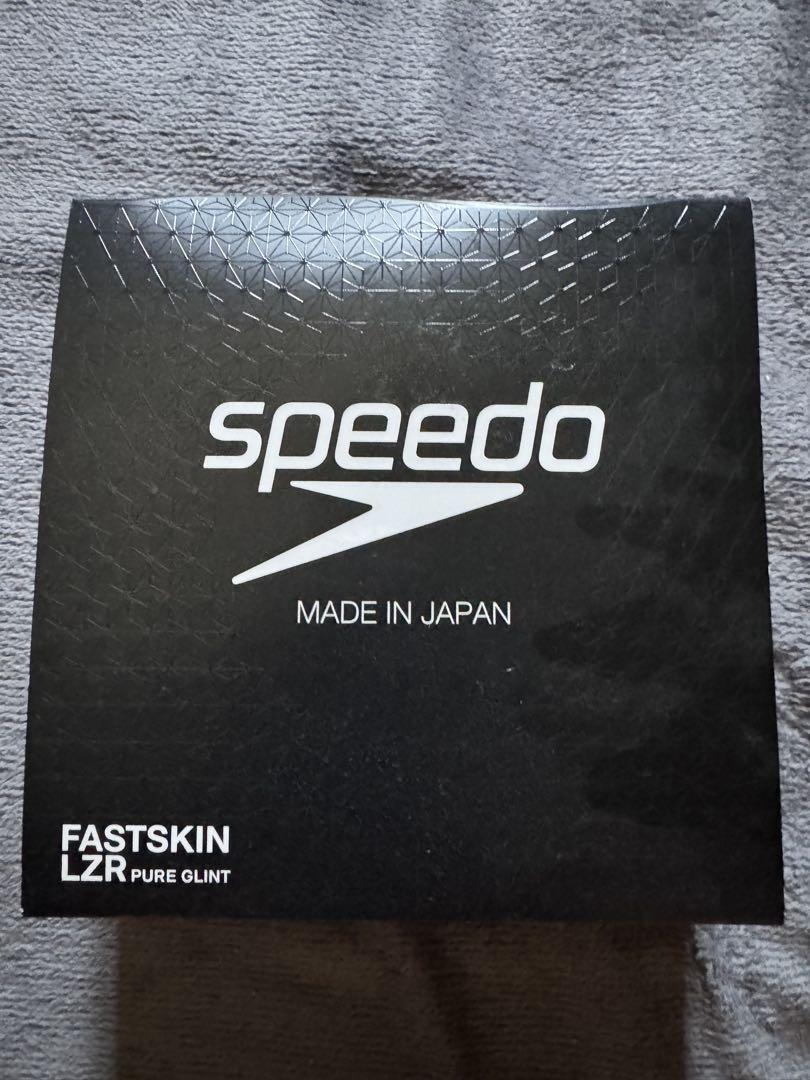 speedo
MADE IN JAPAN
FASTSKIN
LZR PURE GLINT